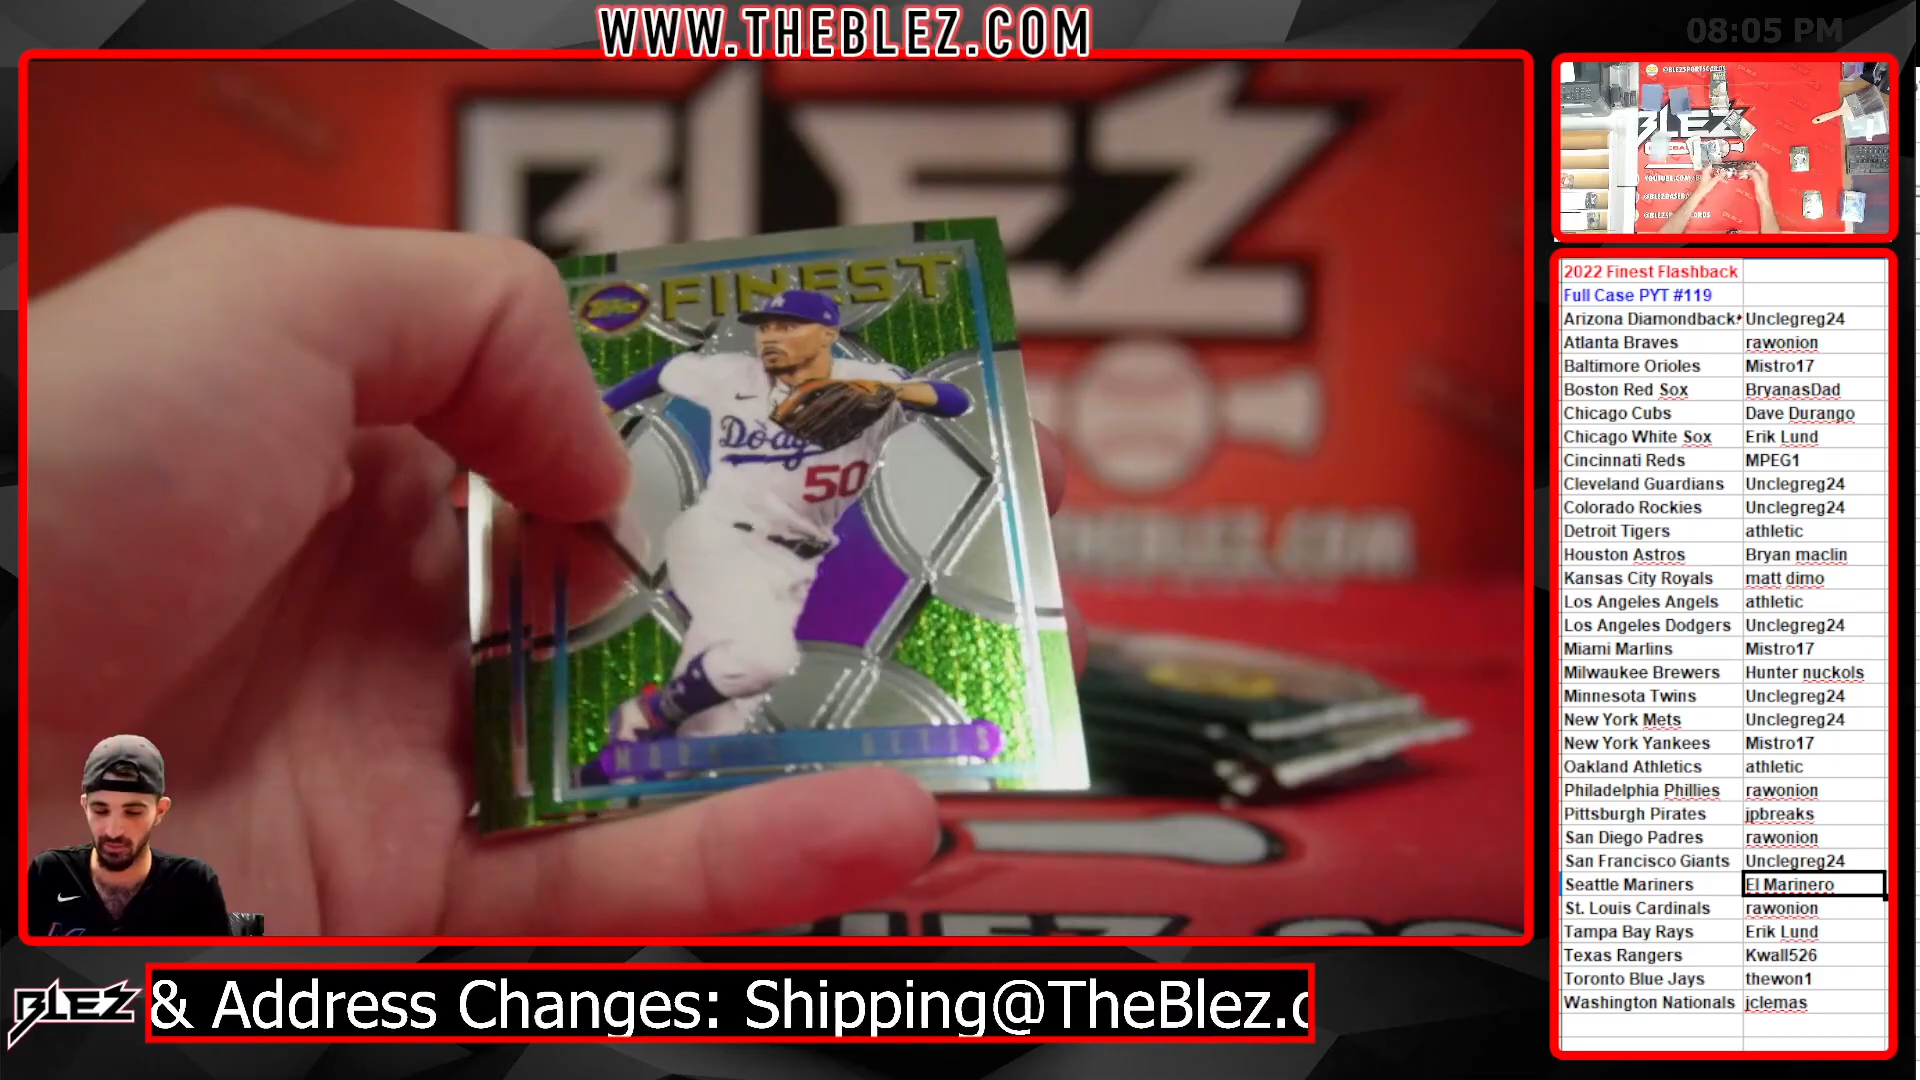 WWW.THEBLEZ.COM
08:05 PM
BLEZ
Topps FINEST
Dodg
50
BLEZ
2022 Finest Flashback
Full Case PYT #119
Arizona Diamondback Unclegreg24
Atlanta Braves rawonion
Baltimore Orioles Mistro17
Boston Red Sox BryanasDad
Chicago Cubs Dave Durango
Chicago White Sox Erik Lund
Cincinnati Reds MPEG1
Cleveland Guardians Unclegreg24
Colorado Rockies Unclegreg24
Detroit Tigers athletic
Houston Astros Bryan maclin
Kansas City Royals matt dimo
Los Angeles Angels athletic
Los Angeles Dodgers Unclegreg24
Miami Marlins Mistro17
Milwaukee Brewers Hunter nuckols
Minnesota Twins Unclegreg24
New York Mets Unclegreg24
New York Yankees Mistro17
Oakland Athletics athletic
Philadelphia Phillies rawonion
Pittsburgh Pirates jpbreaks
San Diego Padres rawonion
San Francisco Giants Unclegreg24
Seattle Mariners El Marinero
St. Louis Cardinals rawonion
Tampa Bay Rays Erik Lund
Texas Rangers Kwall526
Toronto Blue Jays thewon1
Washington Nationals jclemas
BLEZ
& Address Changes: Shipping@TheBlez.c